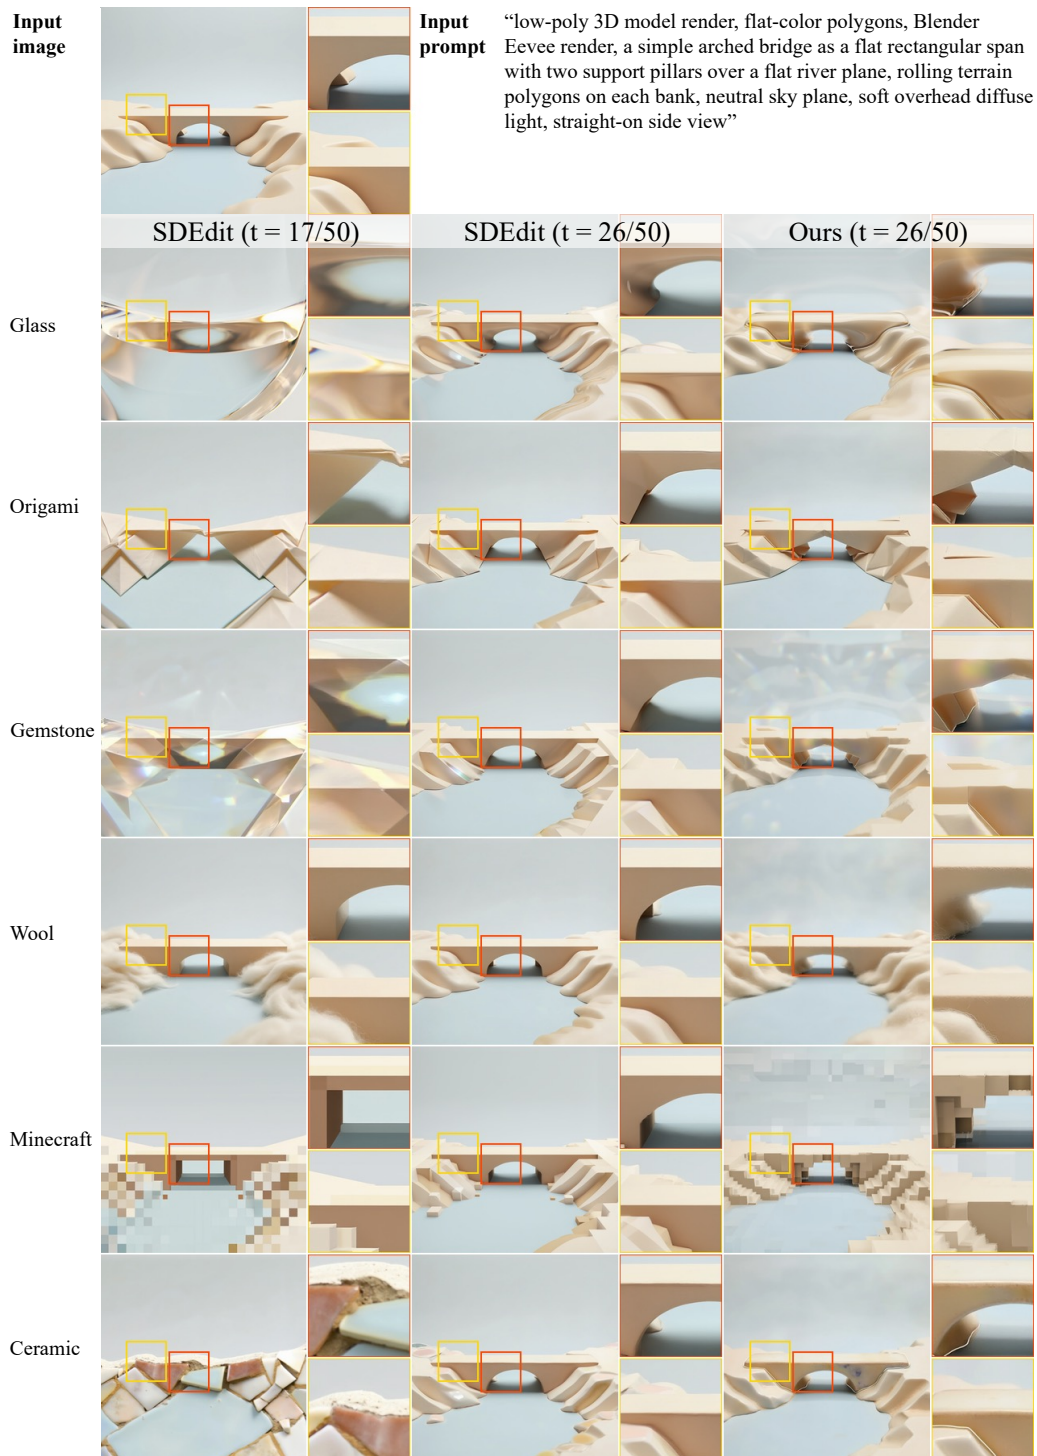 Input
image
Input
prompt
“low-poly 3D model render, flat-color polygons, Blender
Eevee render, a simple arched bridge as a flat rectangular span
with two support pillars over a flat river plane, rolling terrain
polygons on each bank, neutral sky plane, soft overhead diffuse
light, straight-on side view”
SDEdit (t = 17/50)
SDEdit (t = 26/50)
Ours (t = 26/50)
Glass
Origami
Gemstone
Wool
Minecraft
Ceramic